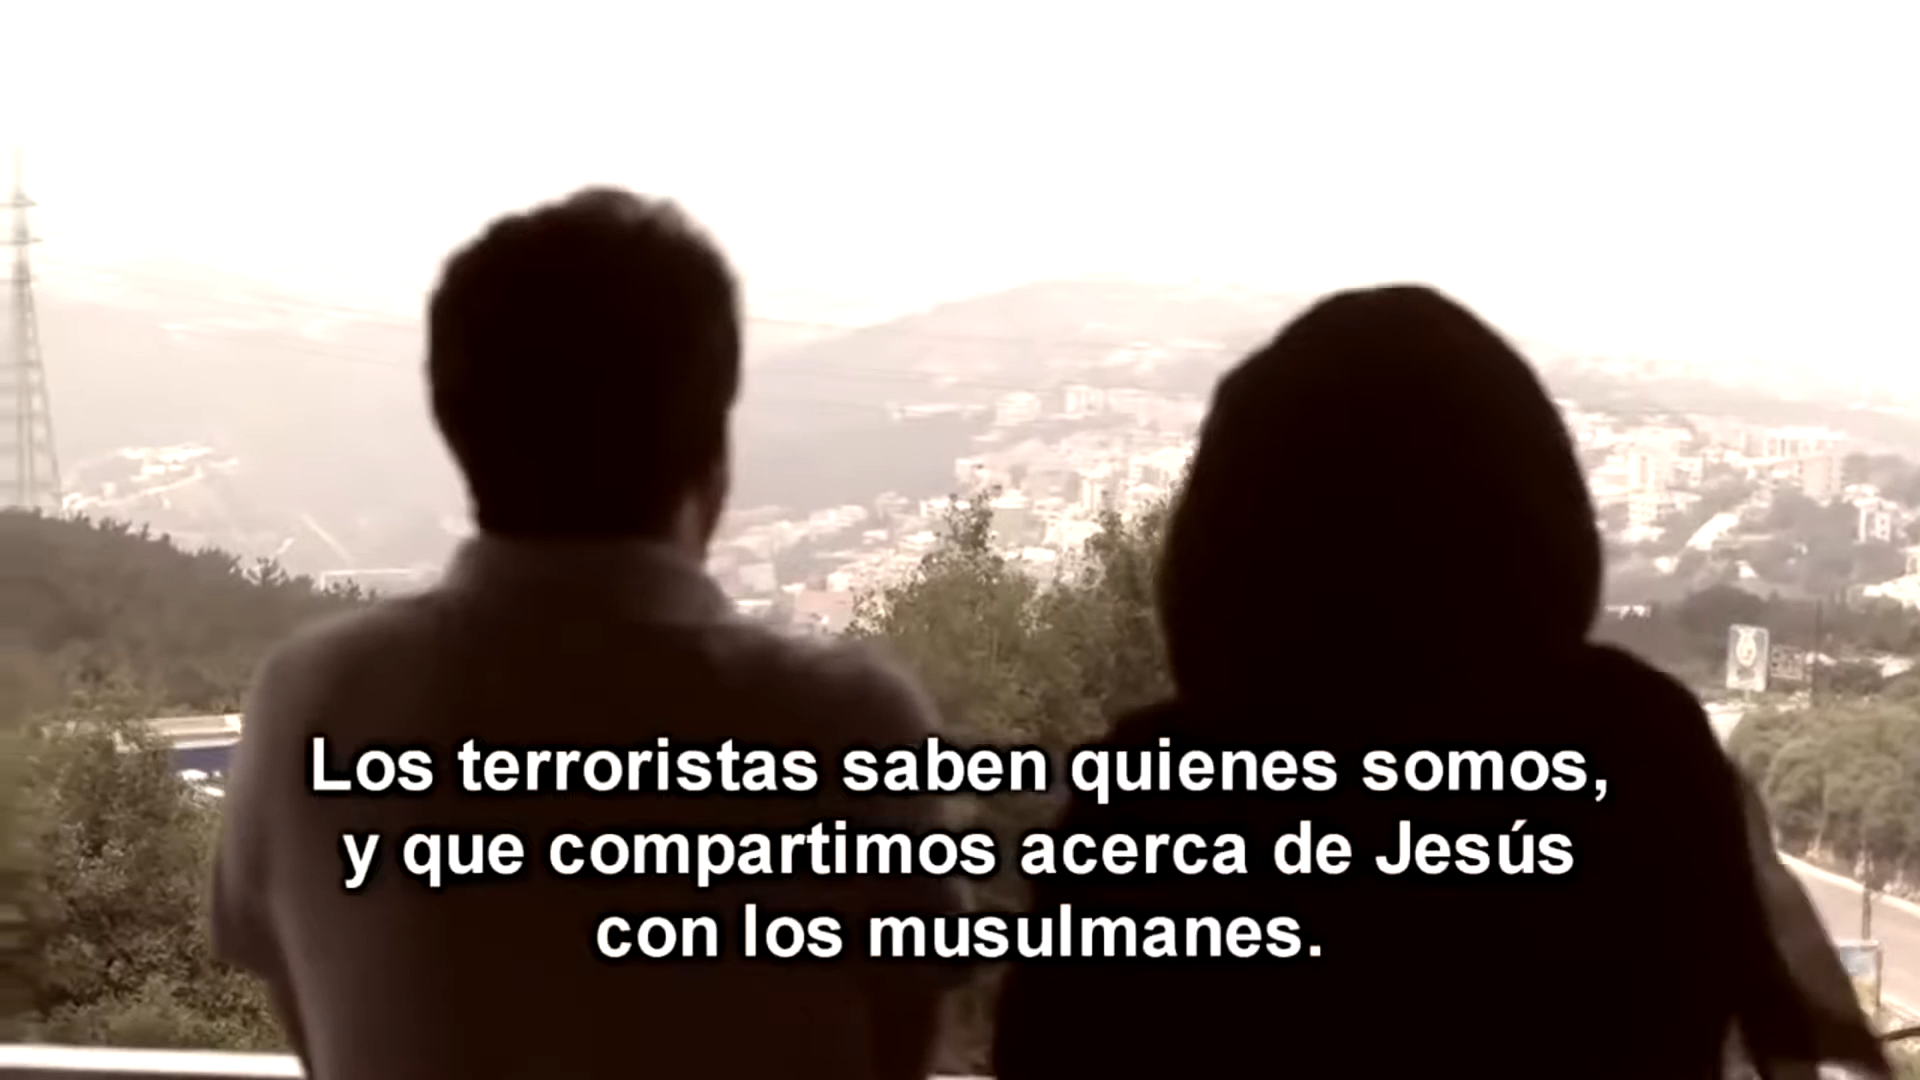 Los terroristas saben quienes somos,
y que compartimos acerca de Jesús
con los musulmanes.